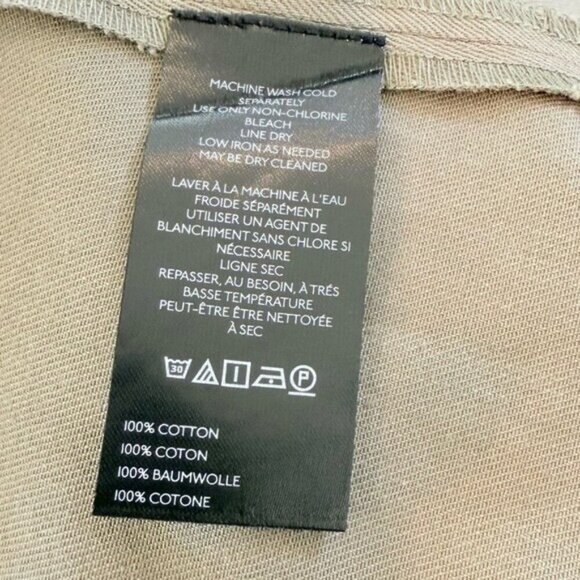 MACHINE WASH COLD
SEPARATELY
USE ONLY NON-CHLORINE
BLEACH
LINE DRY
LOW IRON AS NEEDED
MAY BE DRY CLEANED
LAVER À LA MACHINE À L'EAU
FROIDE SÉPARÉMENT
UTILISER UN AGENT DE
BLANCHIMENT SANS CHLORE SI
NÉCESSAIRE
LIGNE SEC
REPASSER, AU BESOIN, À TRÉS
BASSE TEMPÉRATURE
PEUT-ÊTRE ÊTRE NETTOYÉE
À SEC
30 P
100% COTTON
100% COTON
100% BAUMWOLLE
100% COTONE